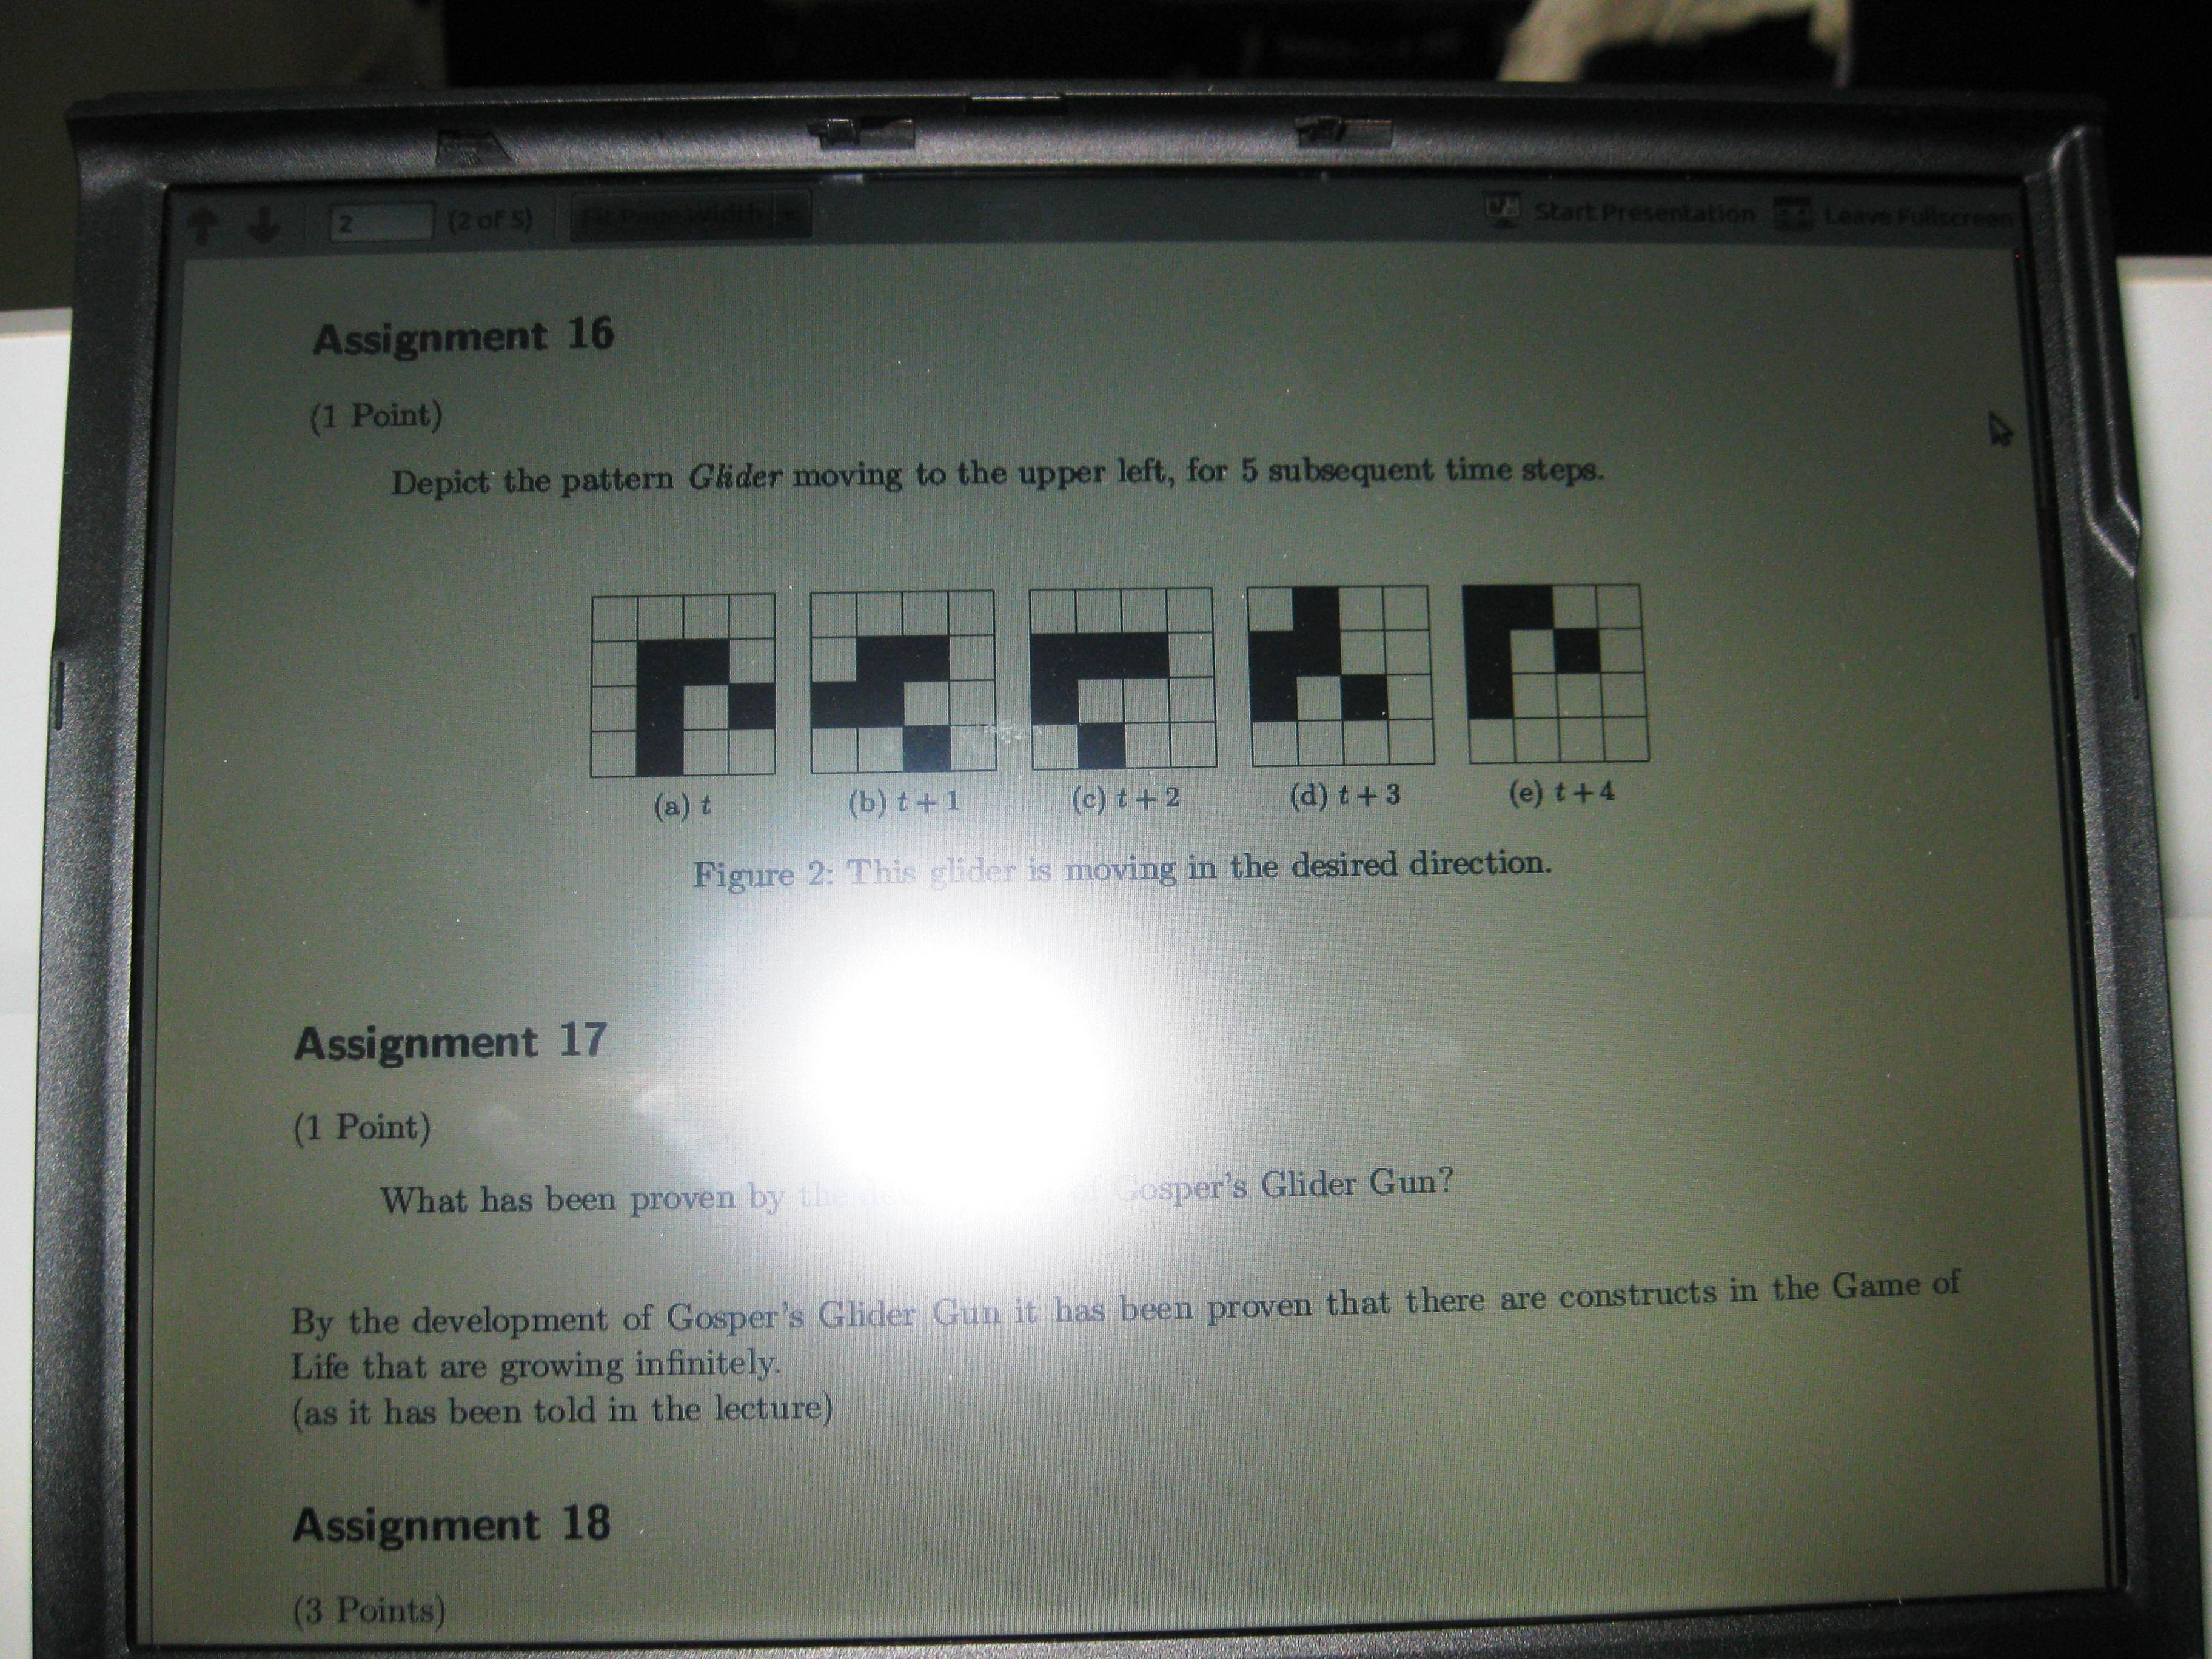 2 (2 of 5) Fit Page Width Start Presentation Leave Fullscreen
Assignment 16
(1 Point)
Depict the pattern Glider moving to the upper left, for 5 subsequent time steps.
(a) t (b) t + 1 (c) t + 2 (d) t + 3 (e) t + 4
Figure 2: This glider is moving in the desired direction.
Assignment 17
(1 Point)
What has been proven by the of Gosper's Glider Gun?
By the development of Gosper's Glider Gun it has been proven that there are constructs in the Game of
Life that are growing infinitely.
(as it has been told in the lecture)
Assignment 18
(3 Points)